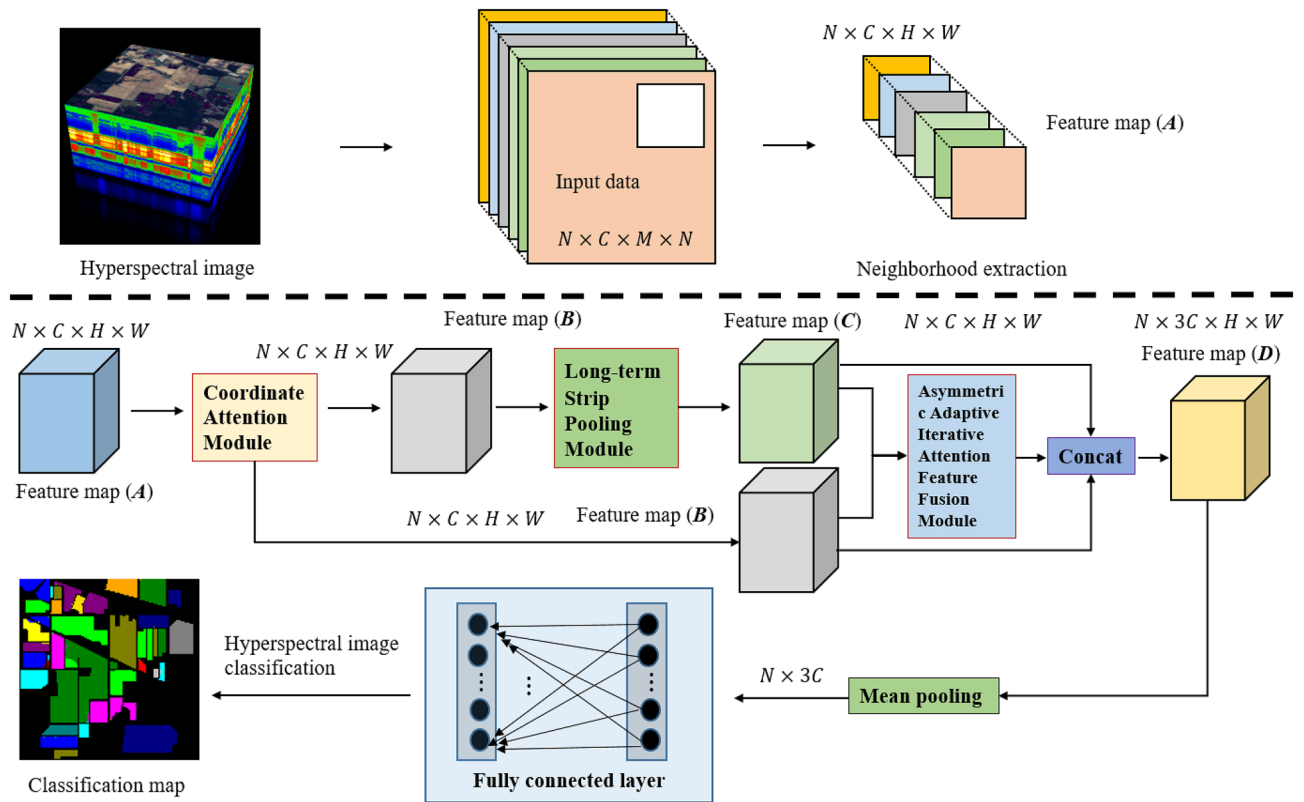 N × C × H × W
Feature map (A)
Input data
N × C × M × N
Hyperspectral image
Neighborhood extraction
N × C × H × W
Feature map (B)
N × C × H × W
Feature map (C)
N × C × H × W
N × 3C × H × W
Feature map (D)
Coordinate
Attention
Module
Long-term
Strip
Pooling
Module
Asymmetri
c Adaptive
Iterative
Attention
Feature
Fusion
Module
Concat
Feature map (A)
N × C × H × W
Feature map (B)
Hyperspectral image
classification
...
...
...
N × 3C
Mean pooling
Fully connected layer
Classification map